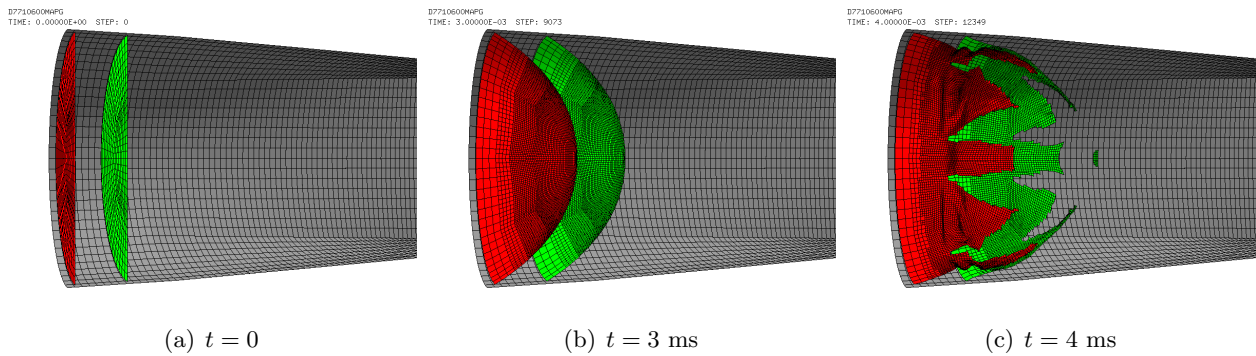 D7710600MAPG
TIME: 0.00000E+00 STEP: 0
D7710600MAPG
TIME: 3.00000E-03 STEP: 9073
D7710600MAPG
TIME: 4.00000E-03 STEP: 12349
(a) t = 0
(b) t = 3 ms
(c) t = 4 ms